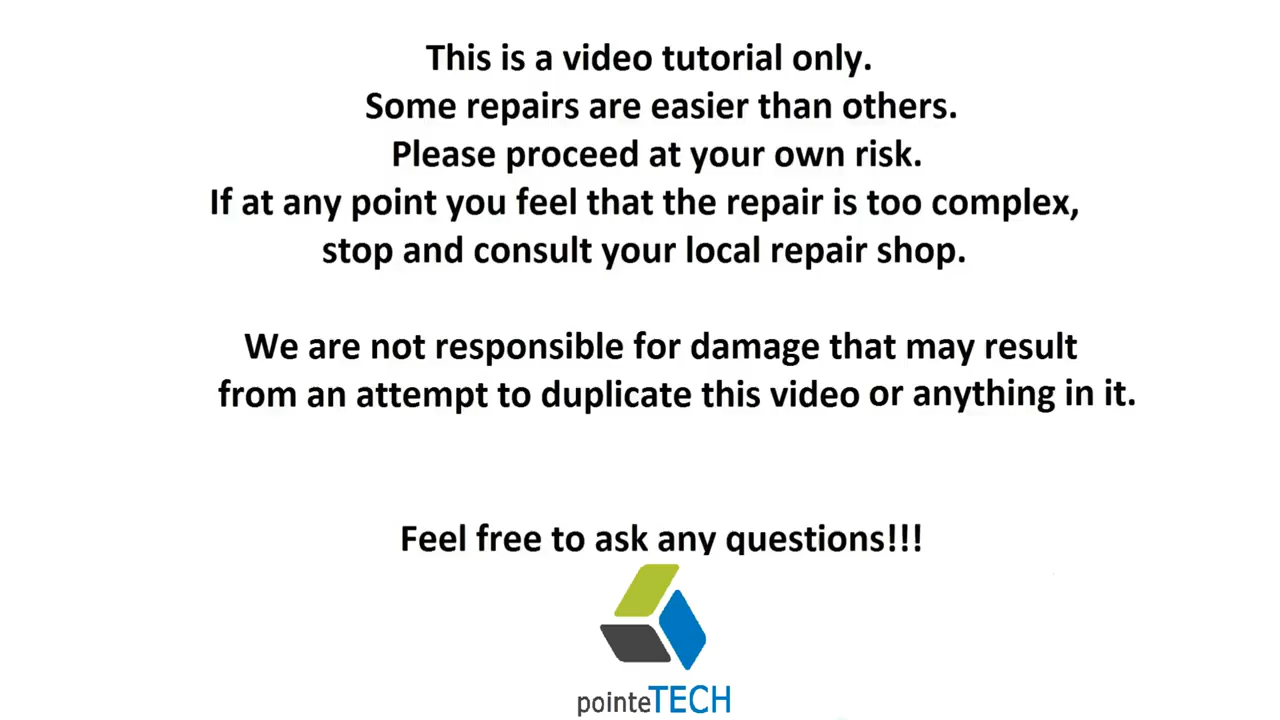 This is a video tutorial only.
Some repairs are easier than others.
Please proceed at your own risk.
If at any point you feel that the repair is too complex,
stop and consult your local repair shop.
We are not responsible for damage that may result
from an attempt to duplicate this video or anything in it.
Feel free to ask any questions!!!
pointeTECH